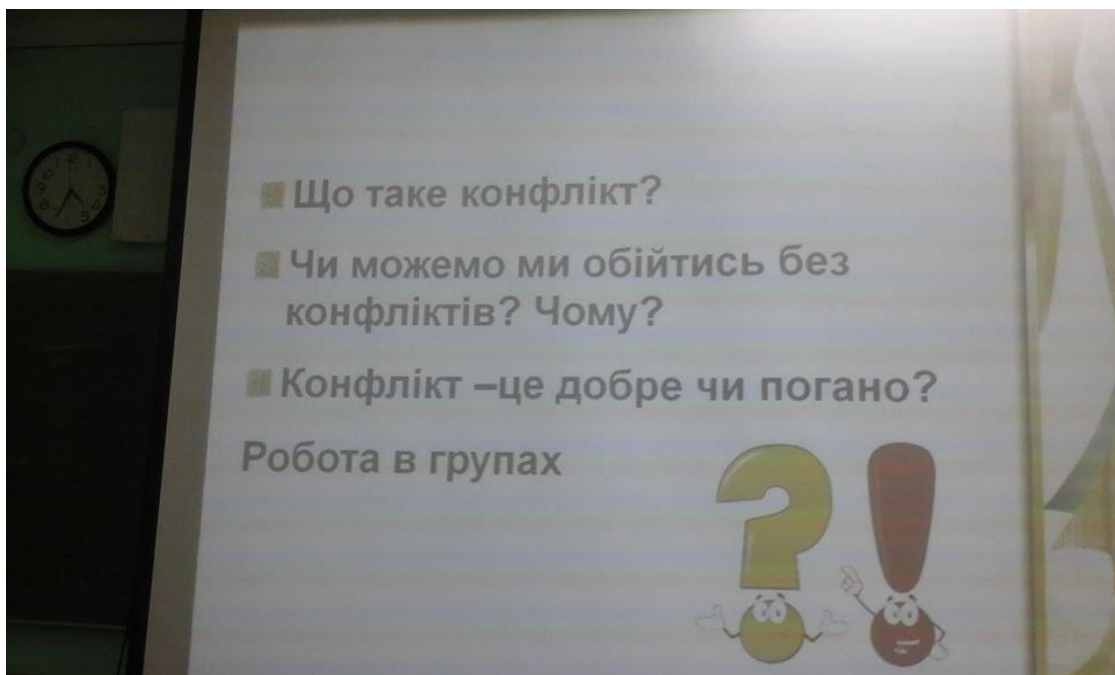 Що таке конфлікт?
Чи можемо ми обійтись без
конфліктів? Чому?
Конфлікт –це добре чи погано?
Робота в групах
?!